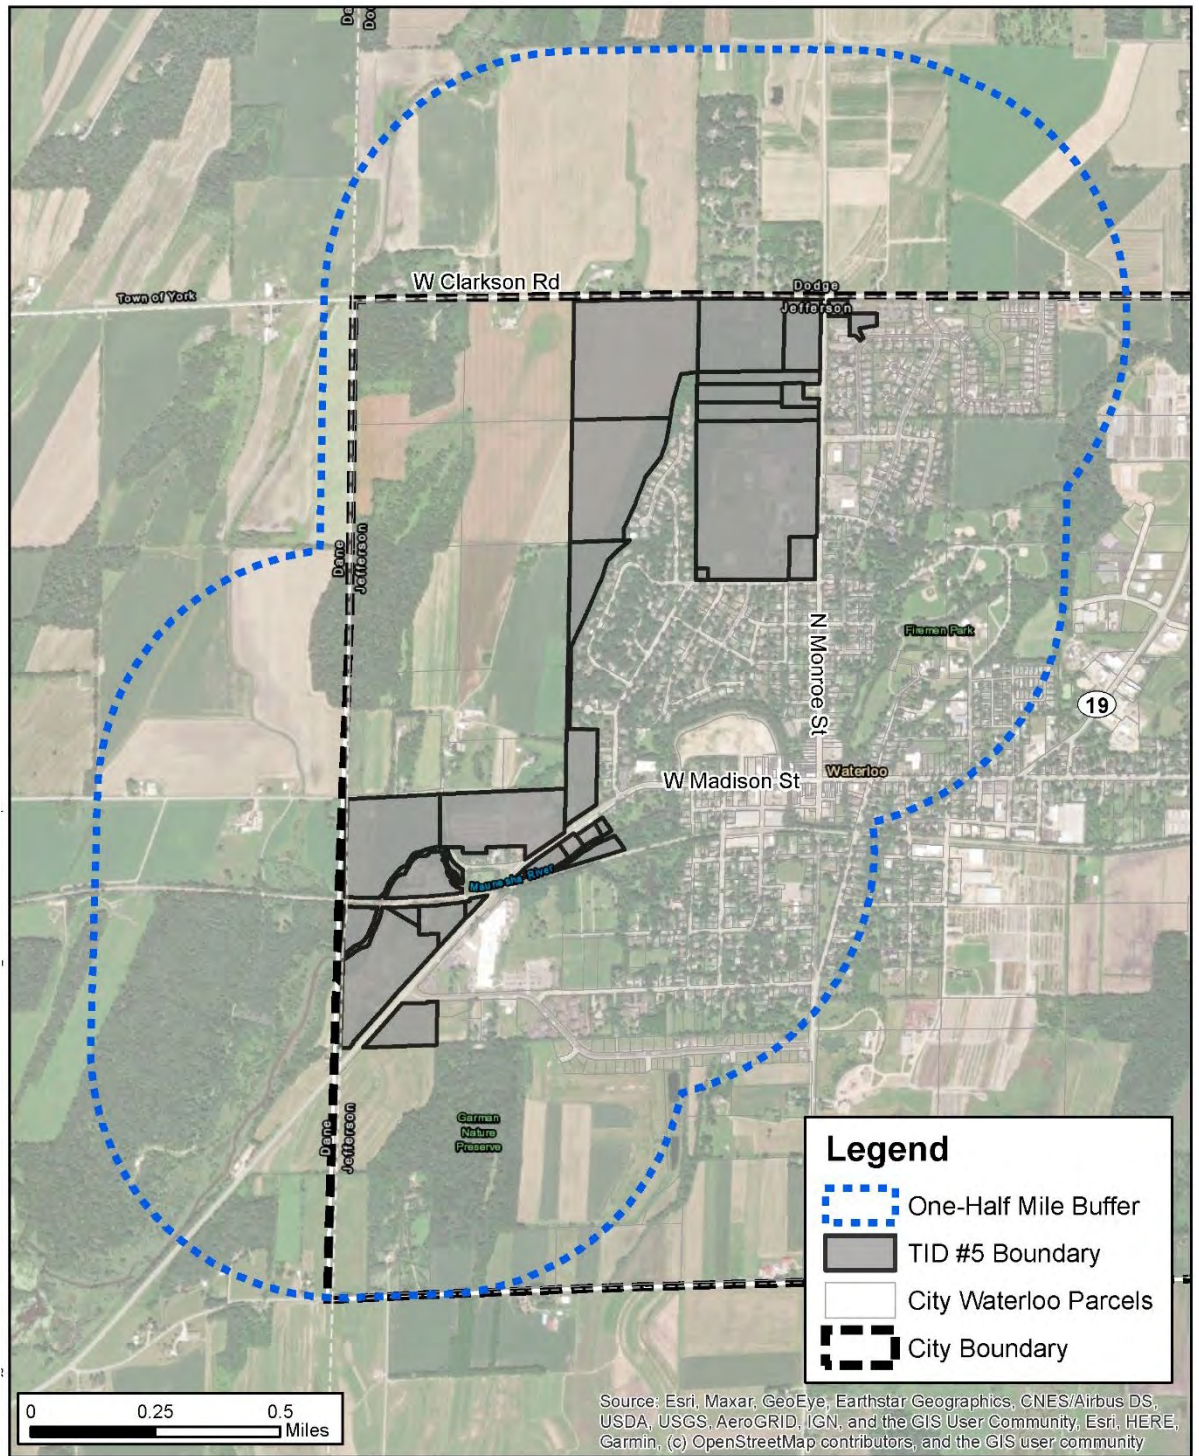 Dodge
W Clarkson Rd
Town of York
Dodge
Jefferson
Dane
Jefferson
N Monroe St
Firemen Park
19
W Madison St
Waterloo
Maunesha River
Dane
Jefferson
Garman
Nature
Preserve
Legend
One-Half Mile Buffer
TID #5 Boundary
City Waterloo Parcels
City Boundary
0 0.25 0.5
Miles
Source: Esri, Maxar, GeoEye, Earthstar Geographics, CNES/Airbus DS,
USDA, USGS, AeroGRID, IGN, and the GIS User Community, Esri, HERE,
Garmin, (c) OpenStreetMap contributors, and the GIS user community